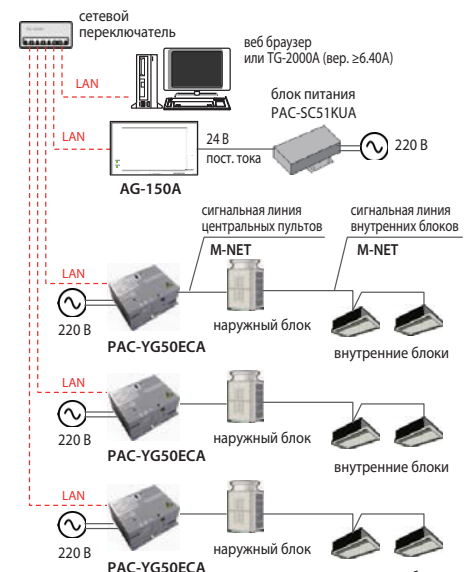 сетевой
переключатель
веб браузер
или TG-2000A (вер. ≥6.40A)
LAN
блок питания
PAC-SC51KUA
LAN
24 В
пост. тока
220 В
AG-150A
сигнальная линия
центральных пультов
M-NET
сигнальная линия
внутренних блоков
M-NET
LAN
220 В
PAC-YG50ECA
наружный блок
внутренние блоки
LAN
220 В
PAC-YG50ECA
наружный блок
внутренние блоки
LAN
220 В
PAC-YG50ECA
наружный блок